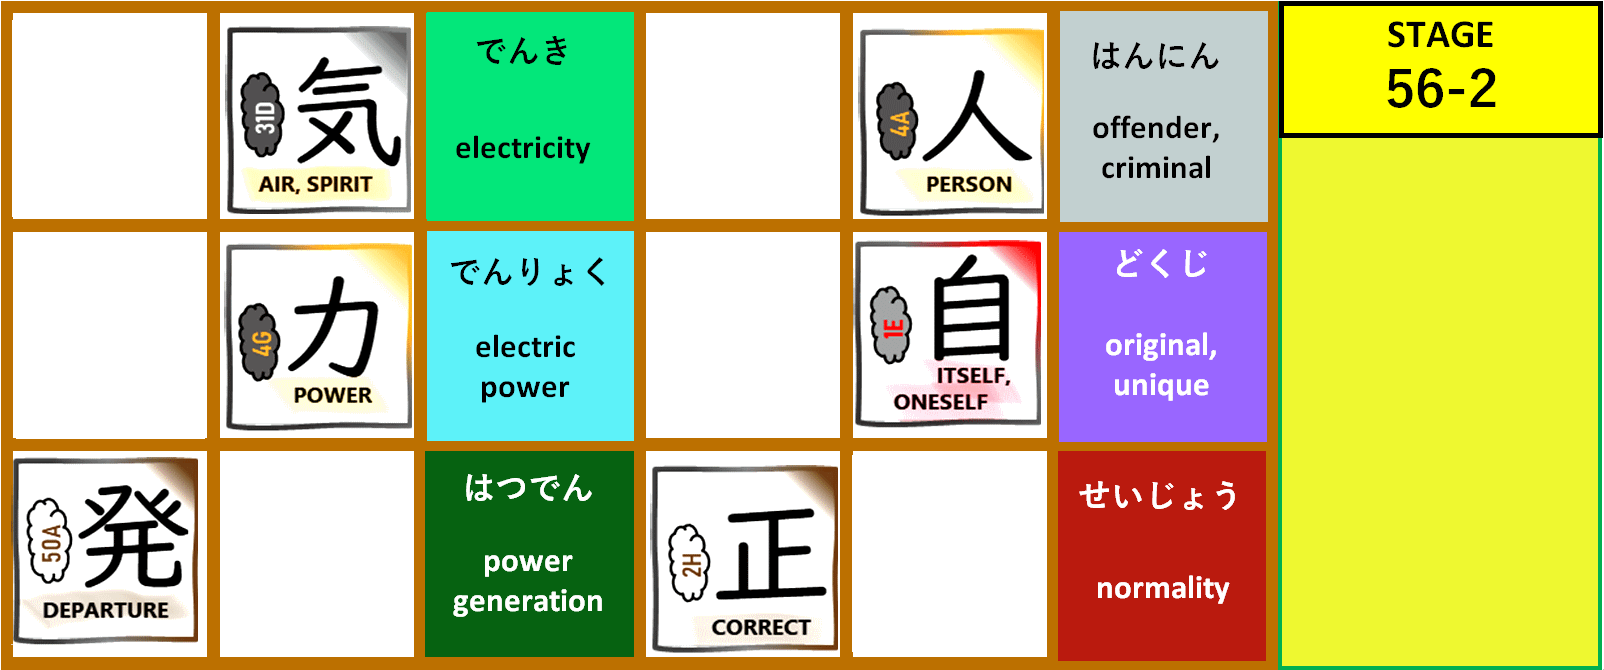 31D
気
AIR, SPIRIT
でんき
electricity
4A
人
PERSON
はんにん
offender,
criminal
STAGE
56-2
4G
力
POWER
でんりょく
electric
power
1E
自
ITSELF,
ONESELF
どくじ
original,
unique
50A
発
DEPARTURE
はつでん
power
generation
2H
正
CORRECT
せいじょう
normality